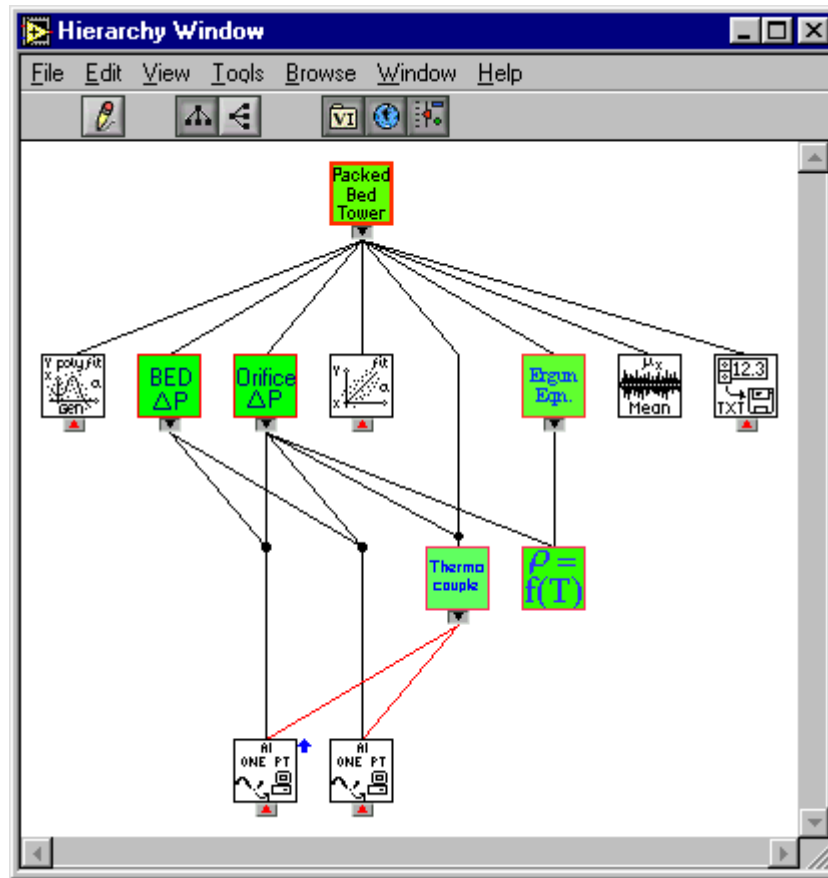 Hierarchy Window
File Edit View Tools Browse Window Help
VI
Packed
Bed
Tower
Y poly fit
X α
Gen
BED
ΔP
Orifice
ΔP
fit
Y
α
X
Ergun
Eqn.
μx
Mean
12.3
TXT
Thermo
couple
ρ =
f(T)
AI
ONE PT
AI
ONE PT